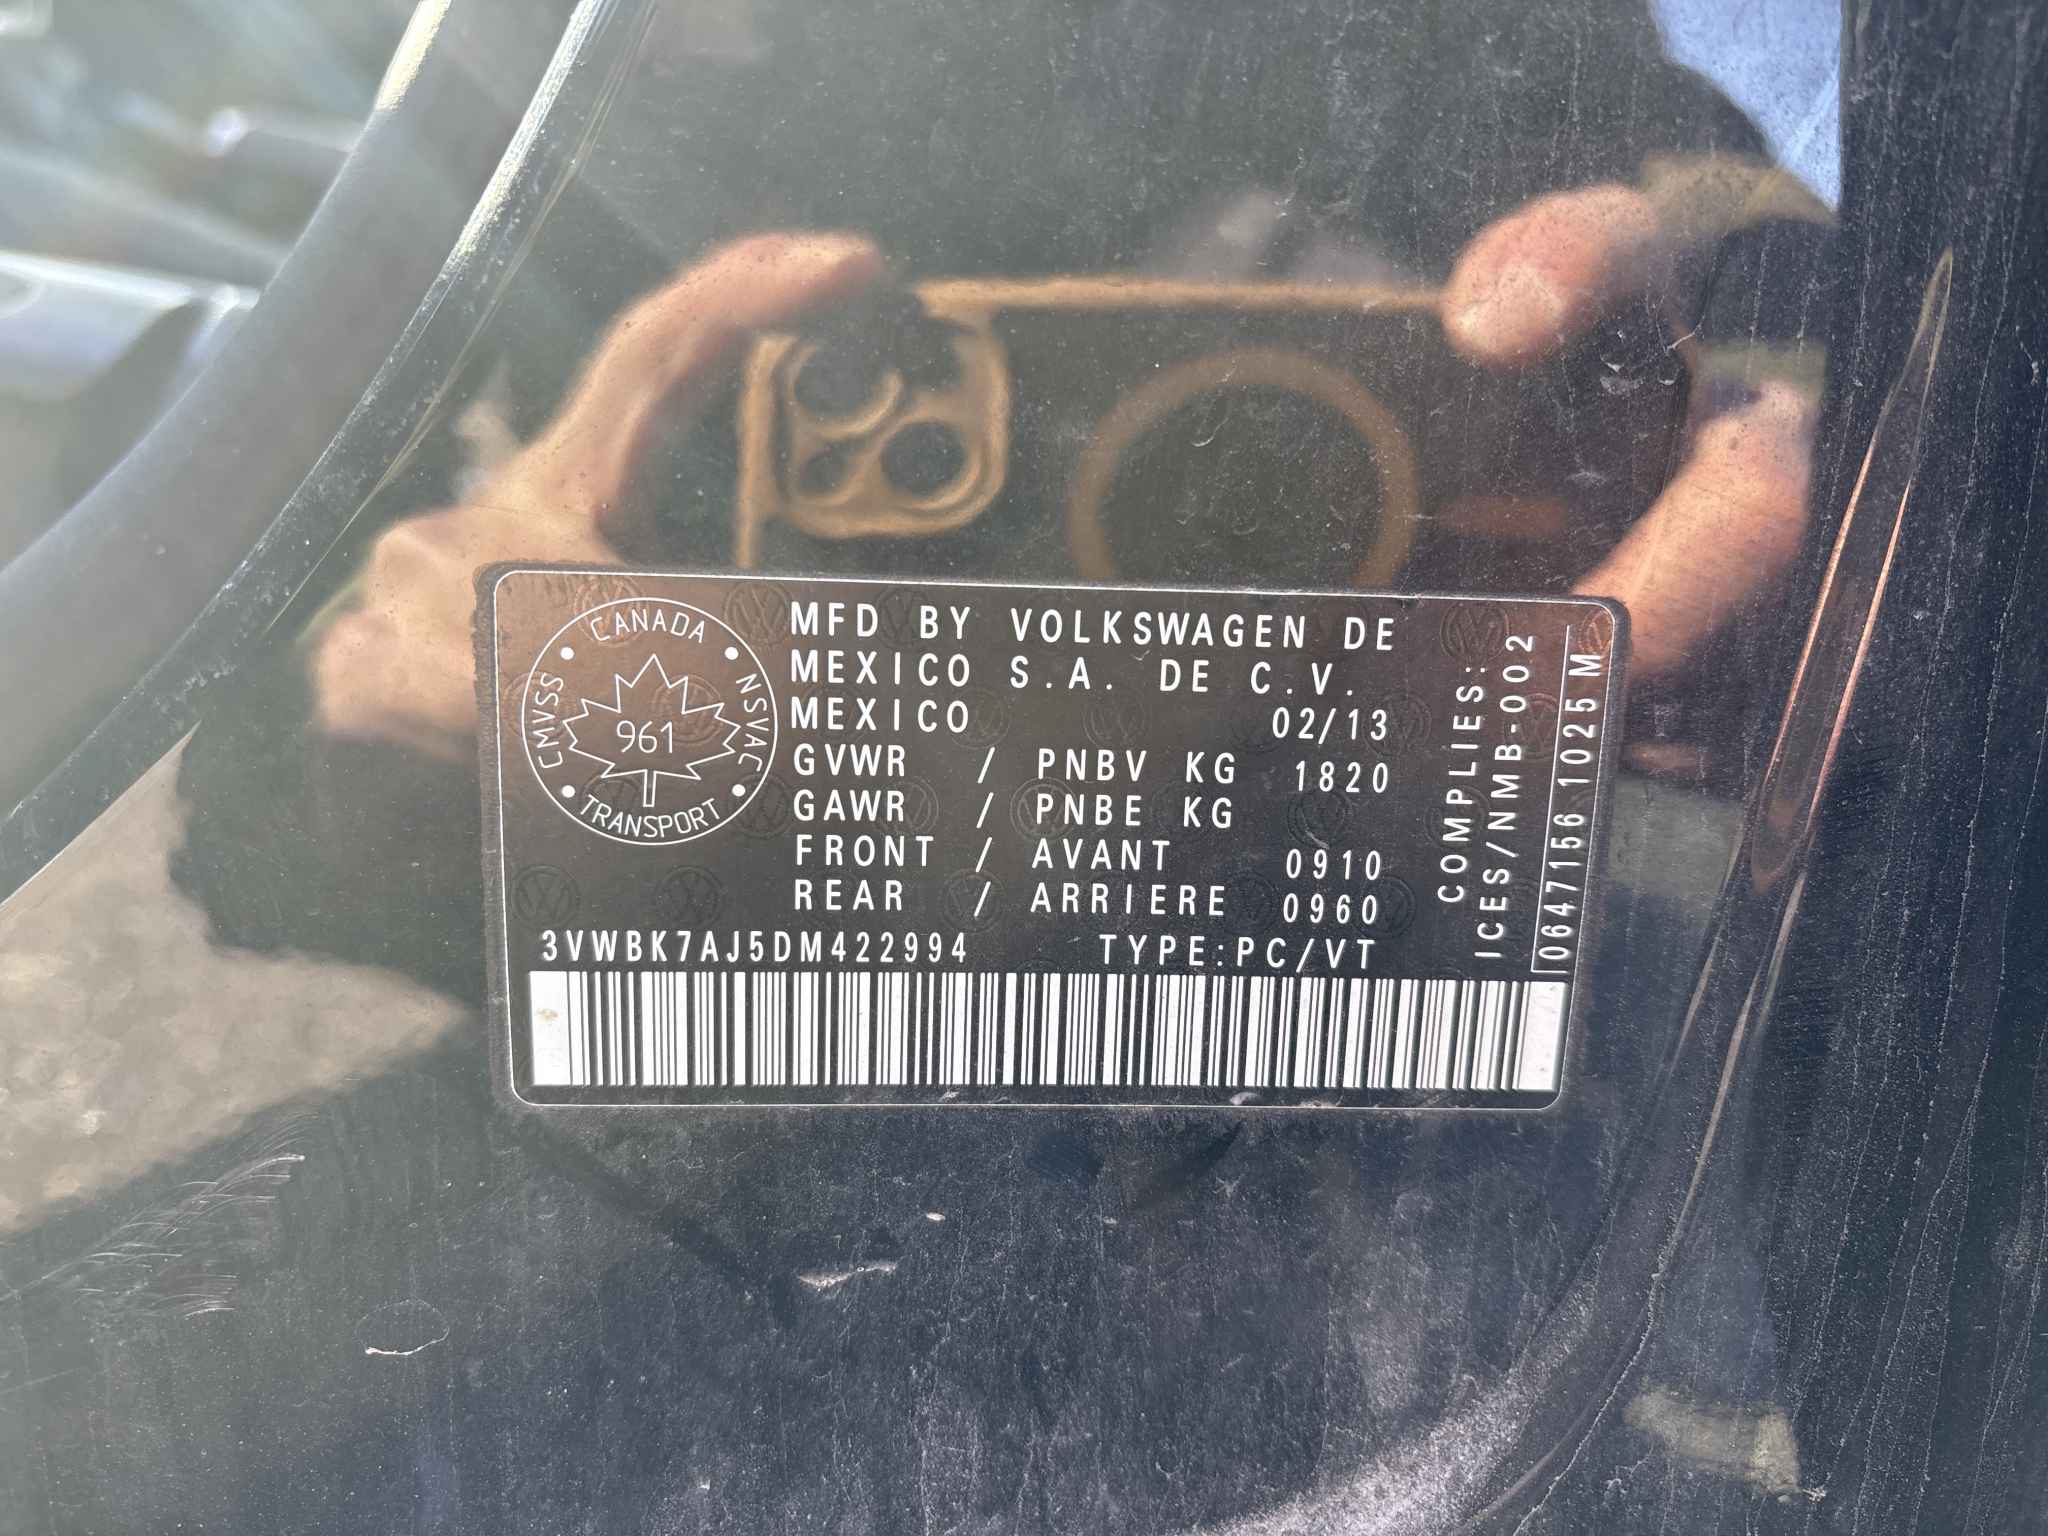 CANADA
CMVSS
NSVAC
961
TRANSPORT
MFD BY VOLKSWAGEN DE
MEXICO S.A. DE C.V.
MEXICO 02/13
GVWR / PNBV KG 1820
GAWR / PNBE KG
FRONT / AVANT 0910
REAR / ARRIERE 0960
3VWBK7AJ5DM422994 TYPE:PC/VT
COMPLIES:
ICES/NMB-002
0647156 1025 M